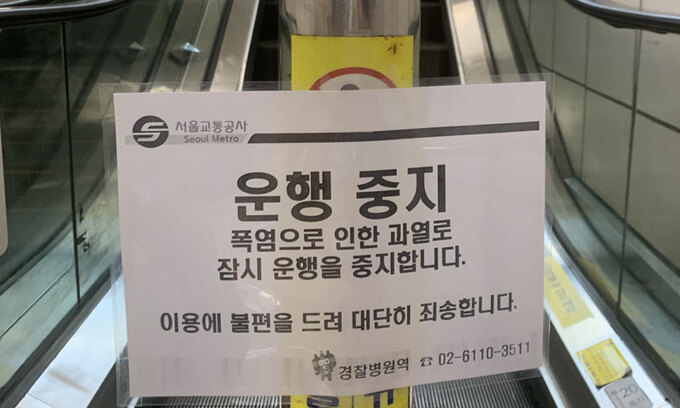 서울교통공사
Seoul Metro
운행 중지
폭염으로 인한 과열로
잠시 운행을 중지합니다.
이용에 불편을 드려 대단히 죄송합니다.
경찰병원역 ☎ 02-6110-3511